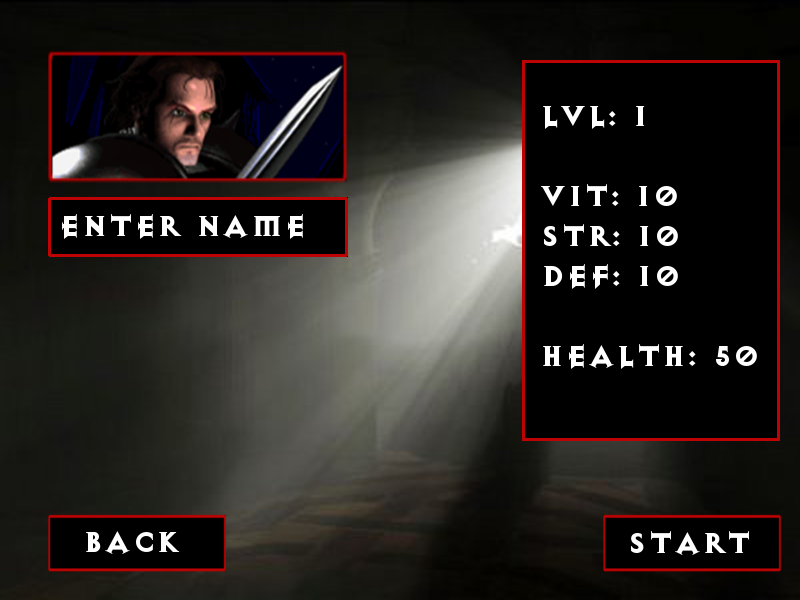 ENTER NAME
LVL: 1
VIT: 10
STR: 10
DEF: 10
HEALTH: 50
BACK
START